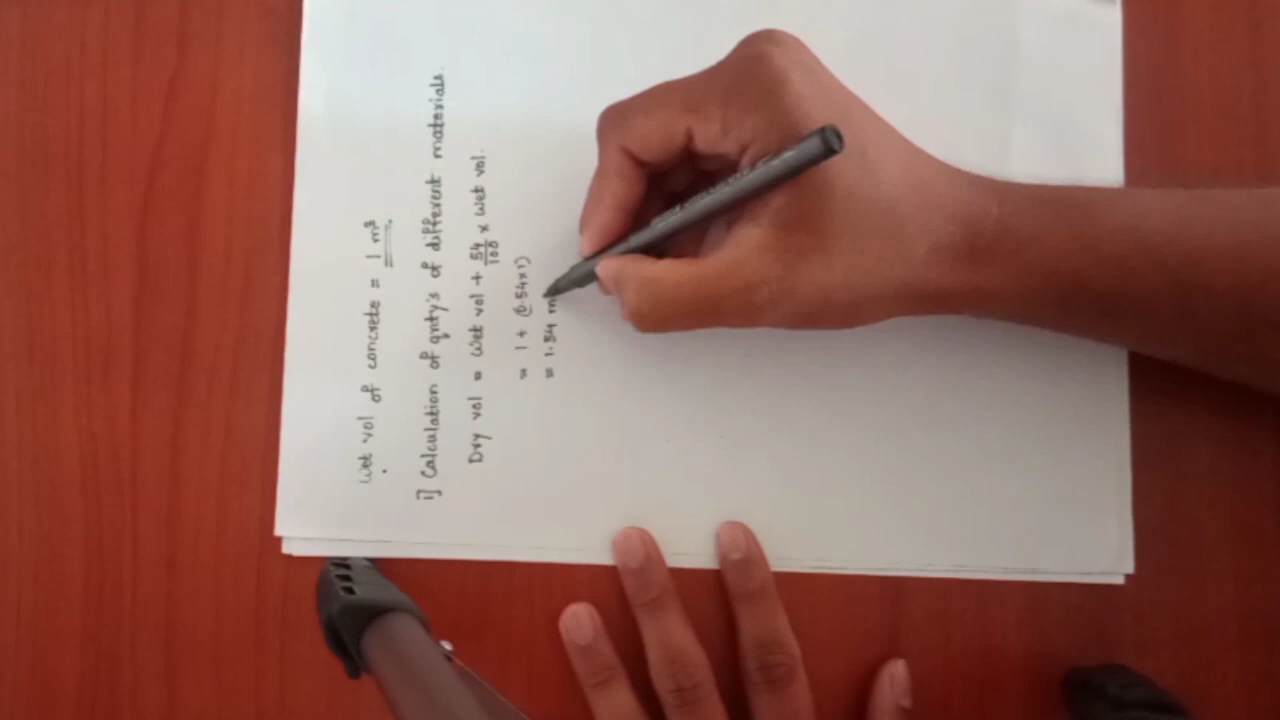 Wet vol of concrete = 1 m³.
1] Calculation of qnty's of different materials.
Dry vol = Wet vol + 54/100 x Wet vol.
= 1 + (0.54x1)
= 1.54 m